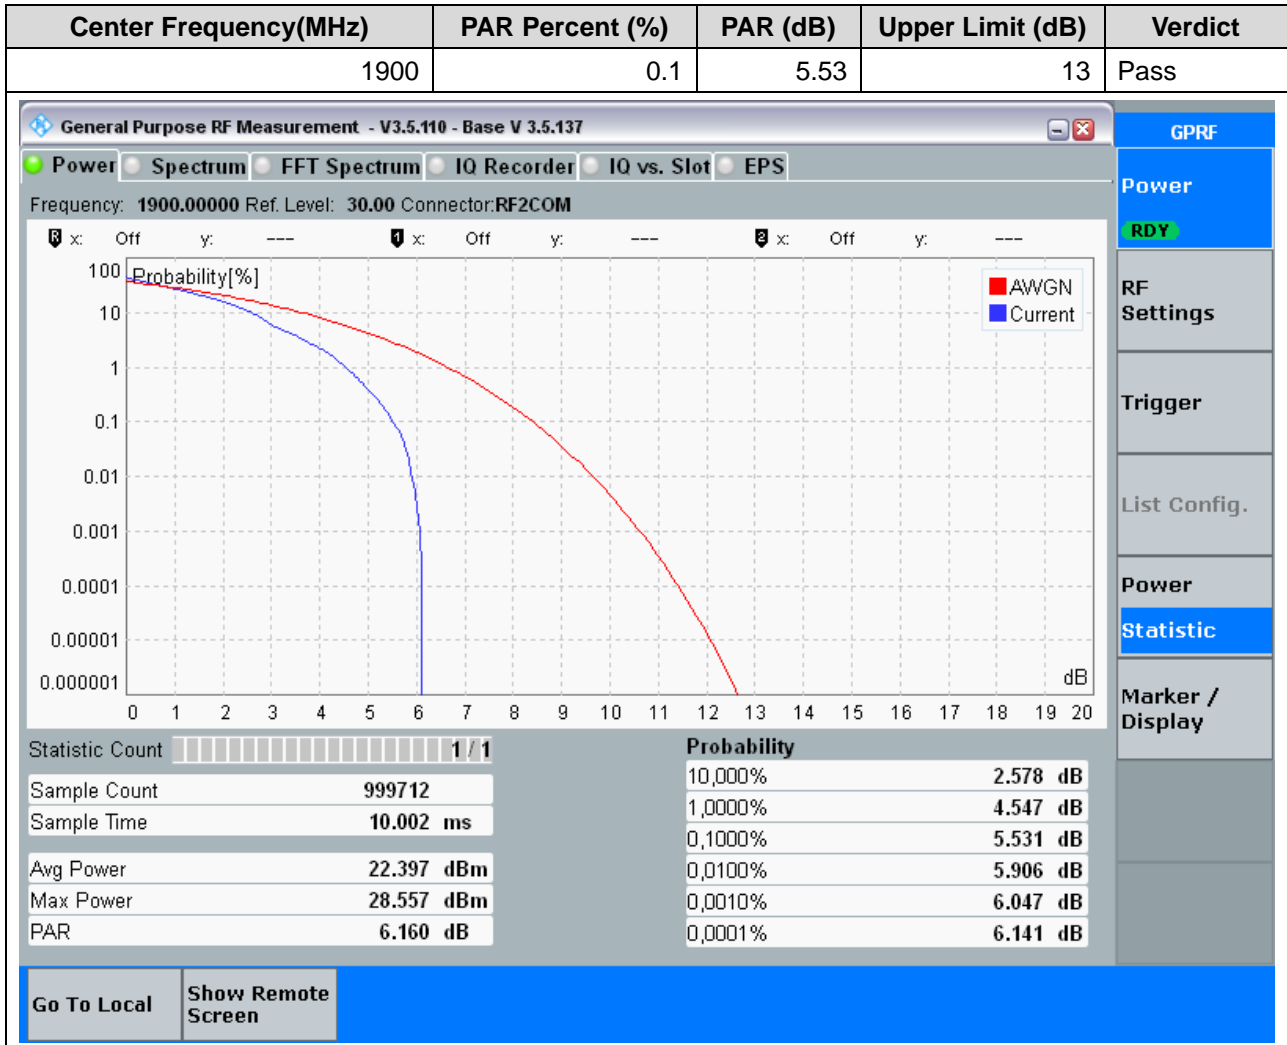 Center Frequency(MHz) PAR Percent (%) PAR (dB) Upper Limit (dB) Verdict
1900 0.1 5.53 13 Pass
General Purpose RF Measurement - V3.5.110 - Base V 3.5.137
GPRF
Power Spectrum FFT Spectrum IQ Recorder IQ vs. Slot EPS
Power
RDY
Frequency: 1900.00000 Ref. Level: 30.00 Connector:RF2COM
R x: Off y: --- 1 x: Off y: --- 2 x: Off y: ---
Probability[%]
AWGN
Current
100
10
1
0.1
0.01
0.001
0.0001
0.00001
0.000001
dB
0 1 2 3 4 5 6 7 8 9 10 11 12 13 14 15 16 17 18 19 20
RF
Settings
Trigger
List Config.
Power
Statistic
Marker /
Display
Statistic Count 1 / 1
Sample Count 999712
Sample Time 10.002 ms
Avg Power 22.397 dBm
Max Power 28.557 dBm
PAR 6.160 dB
Probability
10,000% 2.578 dB
1,0000% 4.547 dB
0,1000% 5.531 dB
0,0100% 5.906 dB
0,0010% 6.047 dB
0,0001% 6.141 dB
Go To Local
Show Remote
Screen